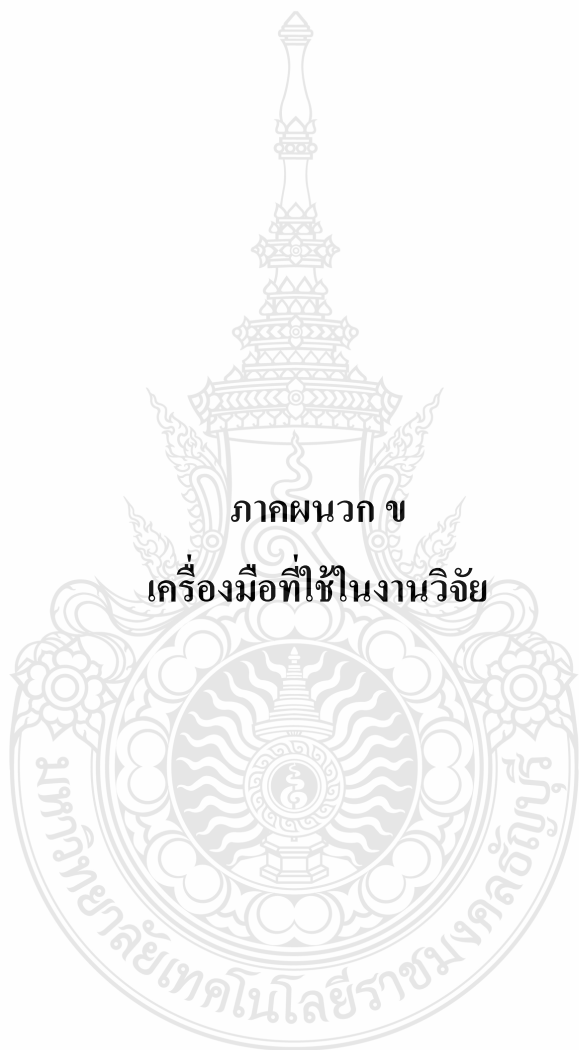 ภาคผนวก ข
เครื่องมือที่ใช้ในงานวิจัย
มหาวิทยาลัยเทคโนโลยีราชมงคลธัญบุรี